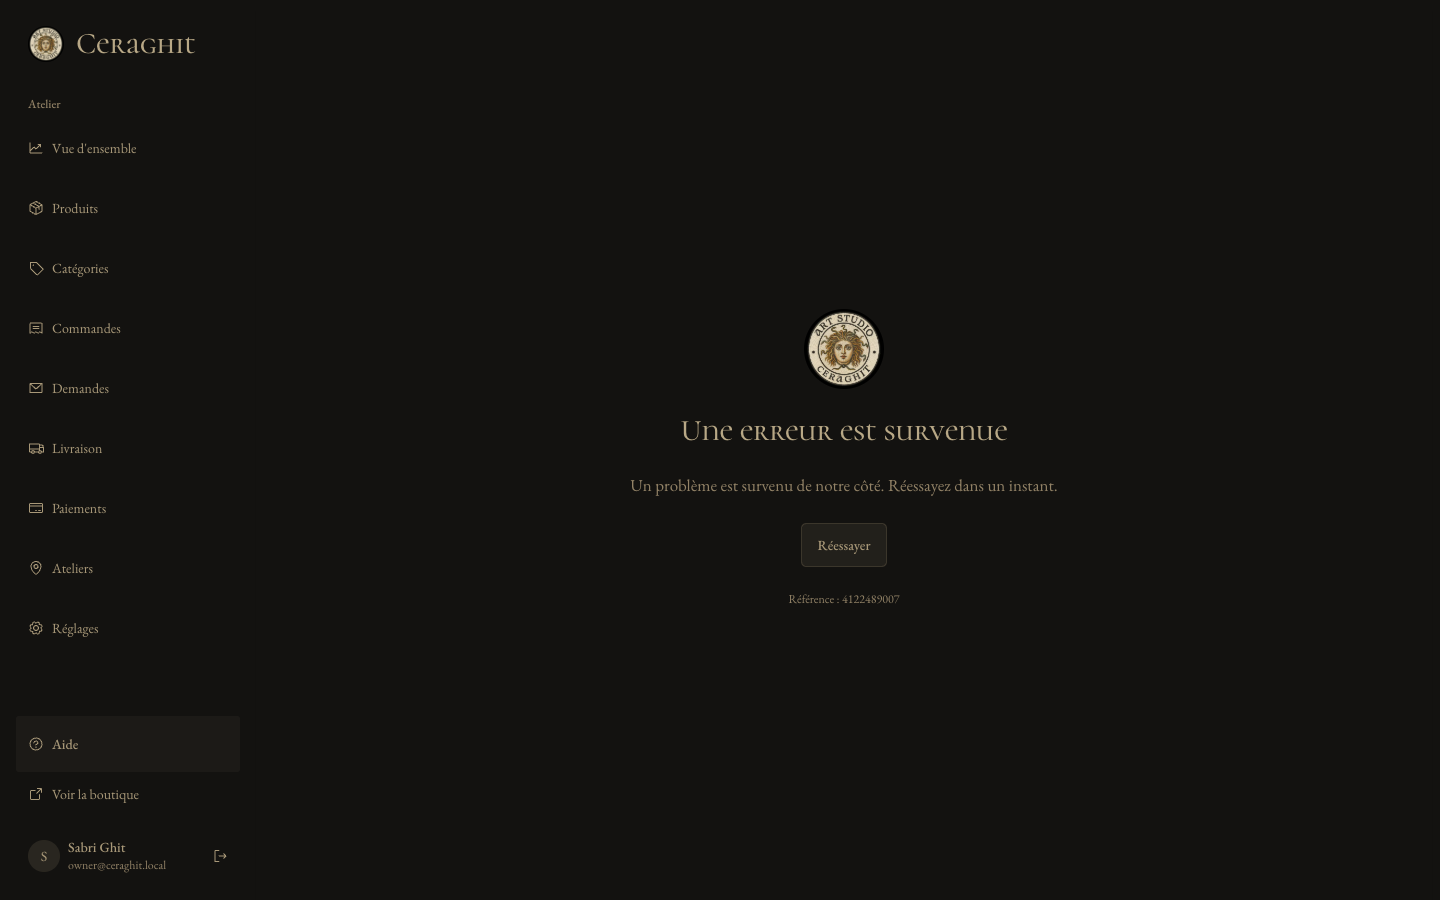 Ceraghit
Atelier
Vue d'ensemble
Produits
Catégories
Commandes
Demandes
Livraison
Paiements
Ateliers
Réglages
Aide
Voir la boutique
S
Sabri Ghit
owner@ceraghit.local
ART STUDIO
CERAGHIT
Une erreur est survenue
Un problème est survenu de notre côté. Réessayez dans un instant.
Réessayer
Référence : 4122489007